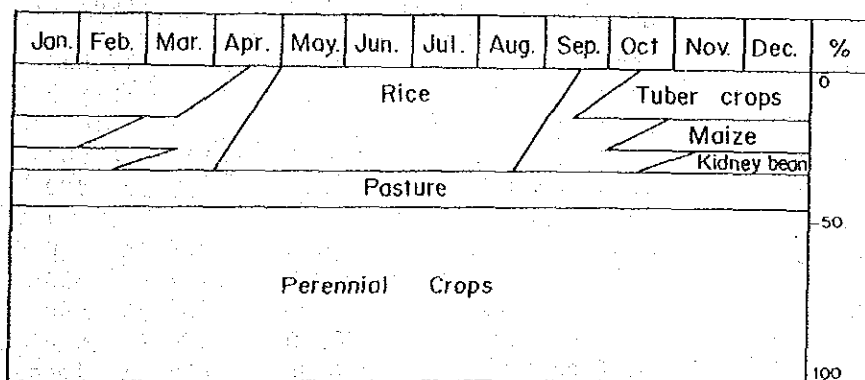 Jan. Feb. Mar. Apr. May. Jun. Jul. Aug. Sep. Oct Nov. Dec. %
0
Rice Tuber crops
Maize
Kidney bean
Pasture
50
Perennial Crops
100